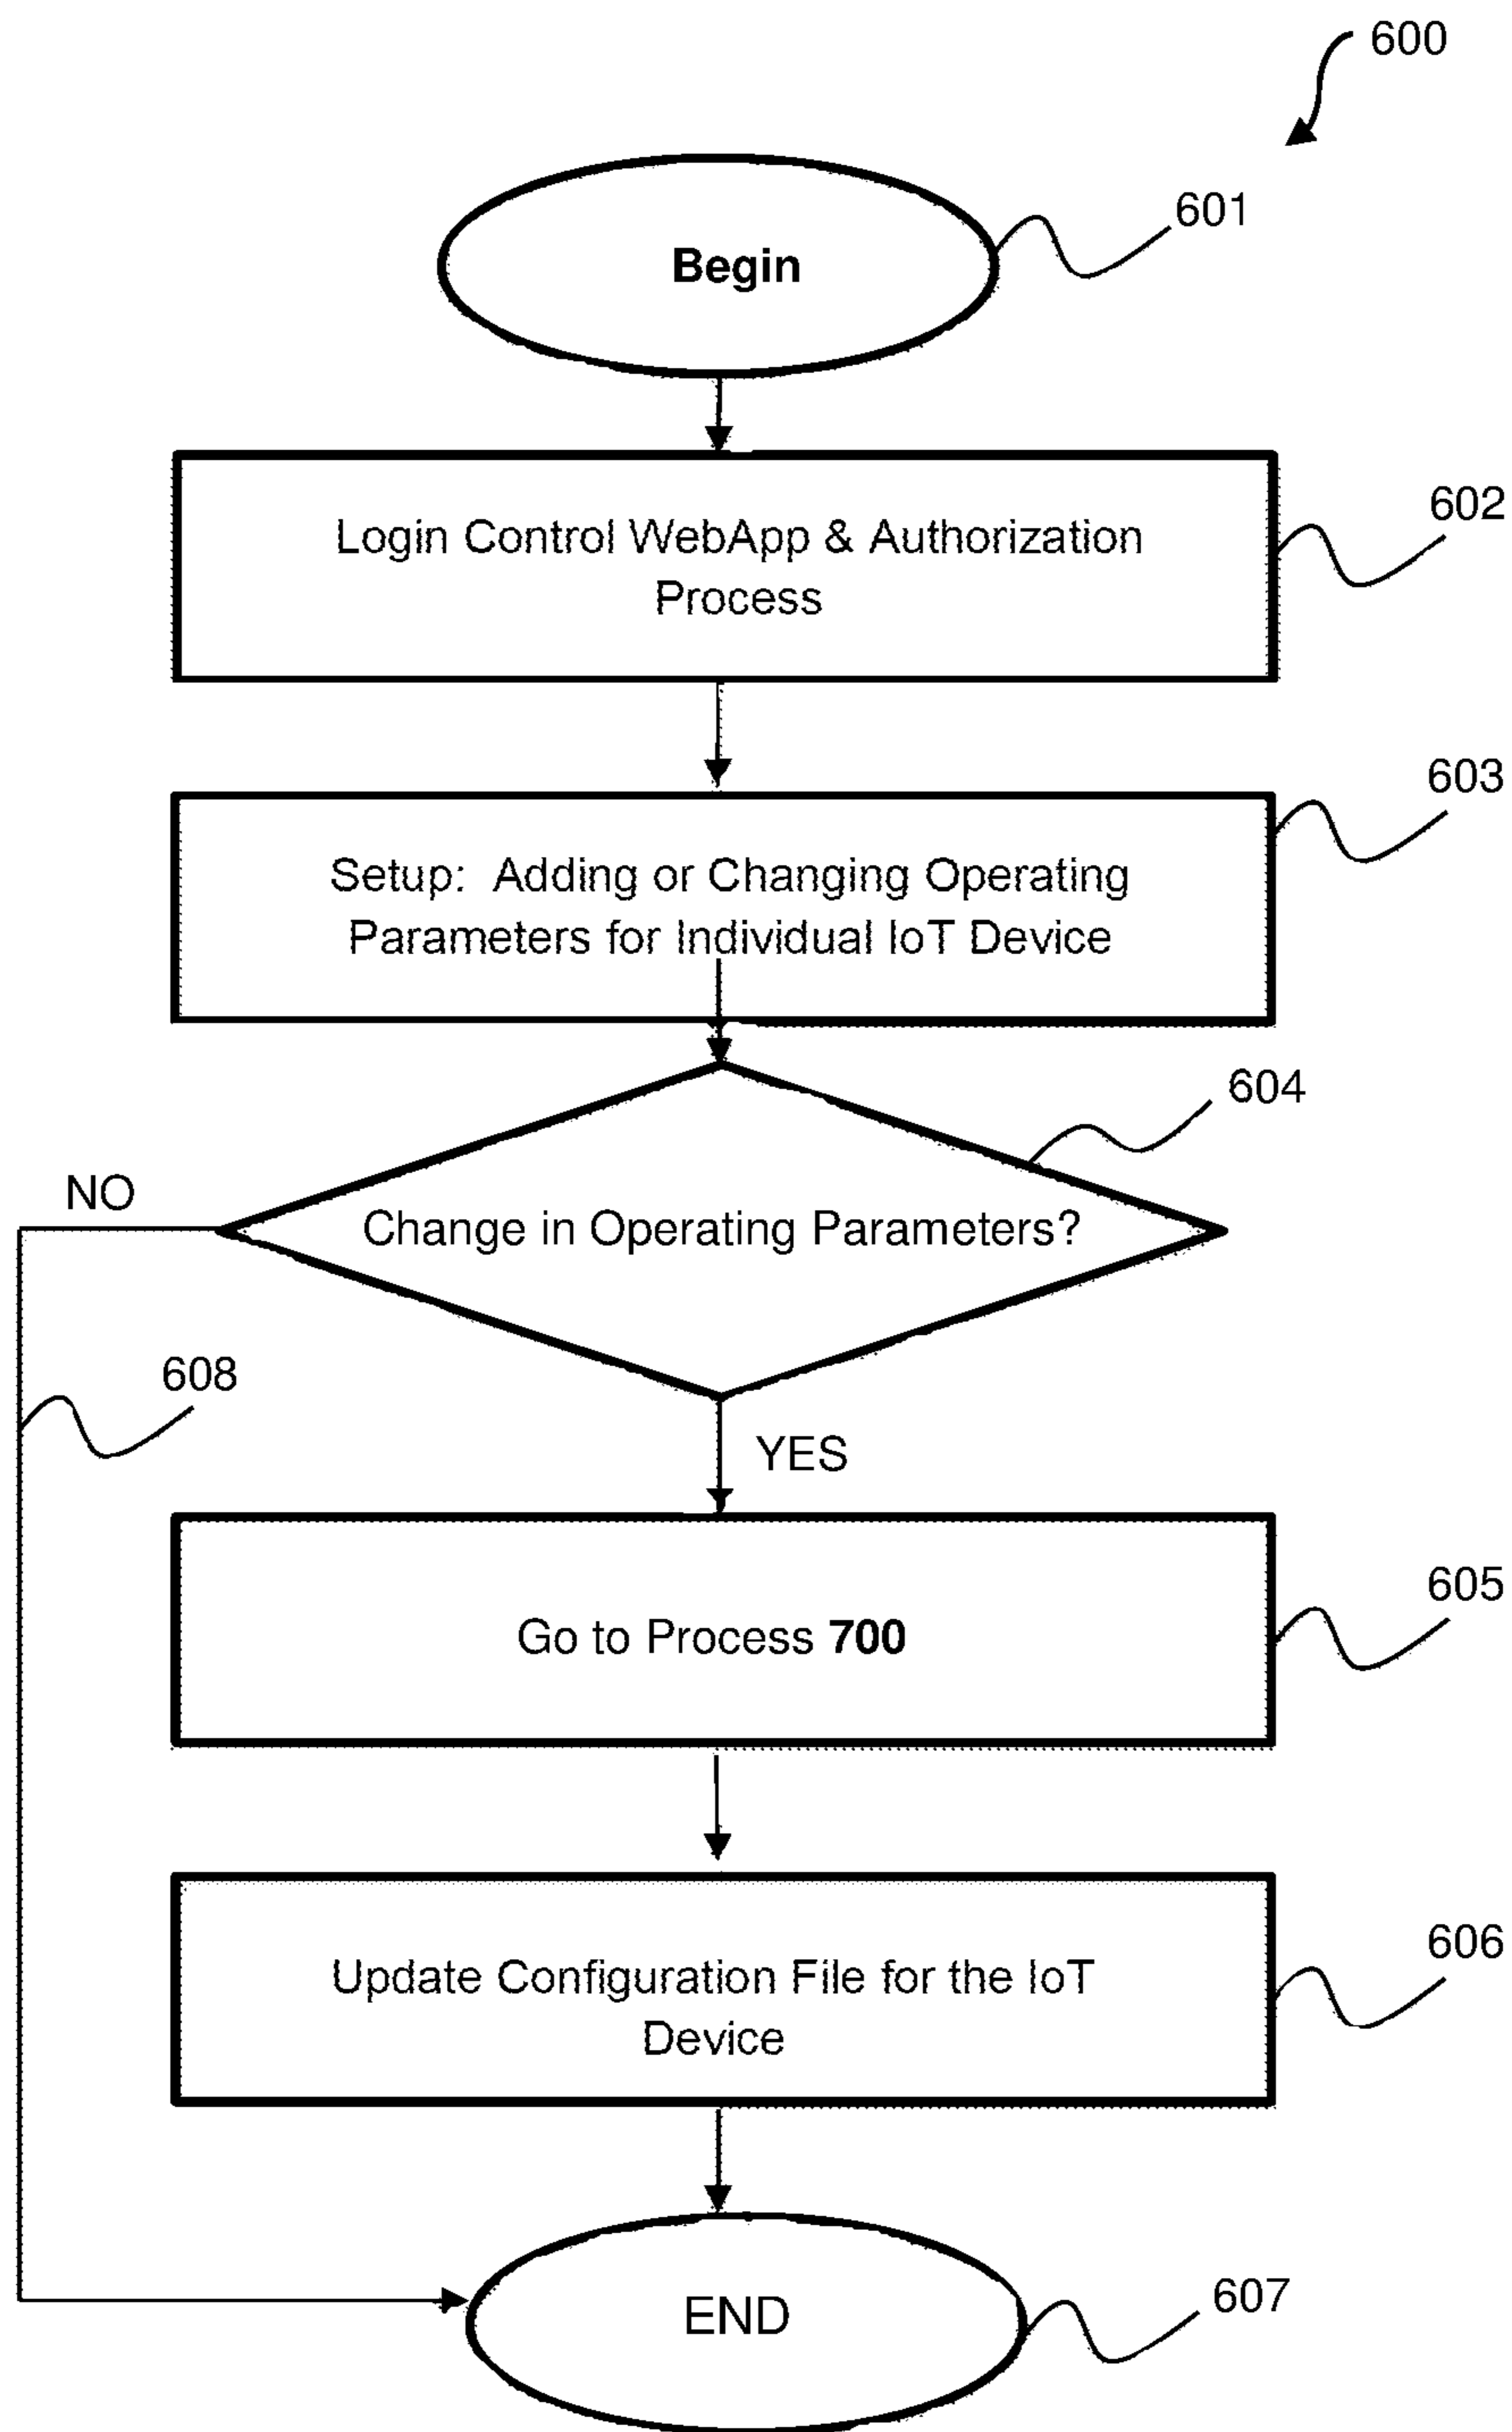 600
601
Begin
602
Login Control WebApp & Authorization
Process
603
Setup: Adding or Changing Operating
Parameters for Individual IoT Device
604
NO
Change in Operating Parameters?
608
YES
605
Go to Process 700
606
Update Configuration File for the IoT
Device
607
END